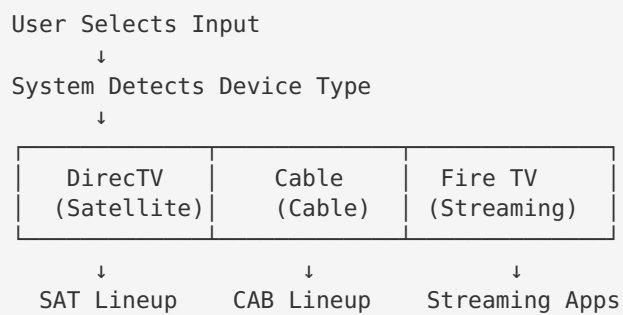 User Selects Input
↓
System Detects Device Type
↓
DirecTV Cable Fire TV
(Satellite) (Cable) (Streaming)
↓ ↓ ↓
SAT Lineup CAB Lineup Streaming Apps